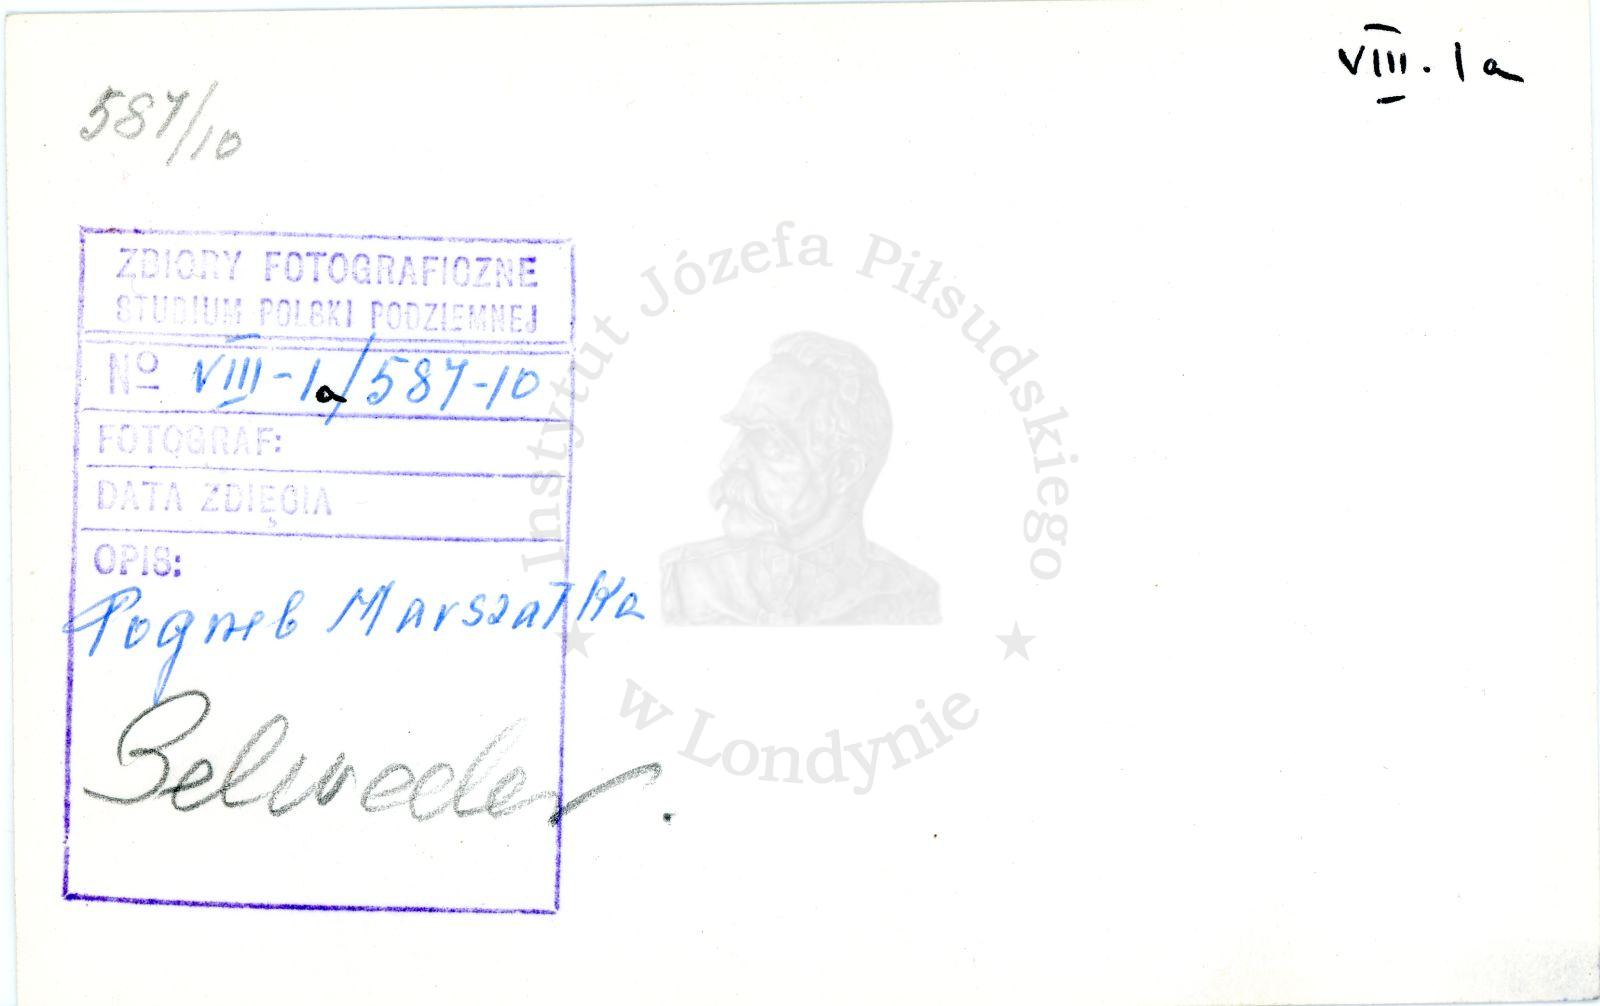 VIII. 1a
587/10
ZBIORY FOTOGRAFICZNE
STUDIUM POLSKI PODZIEMNEJ
Nº VIII-1a/587-10
FOTOGRAF:
DATA ZDJĘCIA
OPIS:
Pogrzeb Marszałka
Belweder.
Instytut Józefa Piłsudskiego
w Londynie